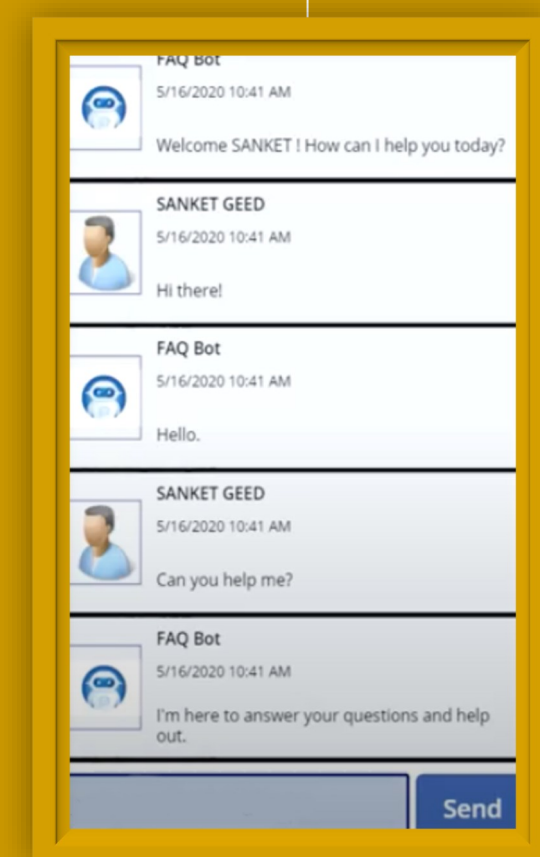 FAQ Bot
5/16/2020 10:41 AM
Welcome SANKET ! How can I help you today?
SANKET GEED
5/16/2020 10:41 AM
Hi there!
FAQ Bot
5/16/2020 10:41 AM
Hello.
SANKET GEED
5/16/2020 10:41 AM
Can you help me?
FAQ Bot
5/16/2020 10:41 AM
I'm here to answer your questions and help
out.
Send